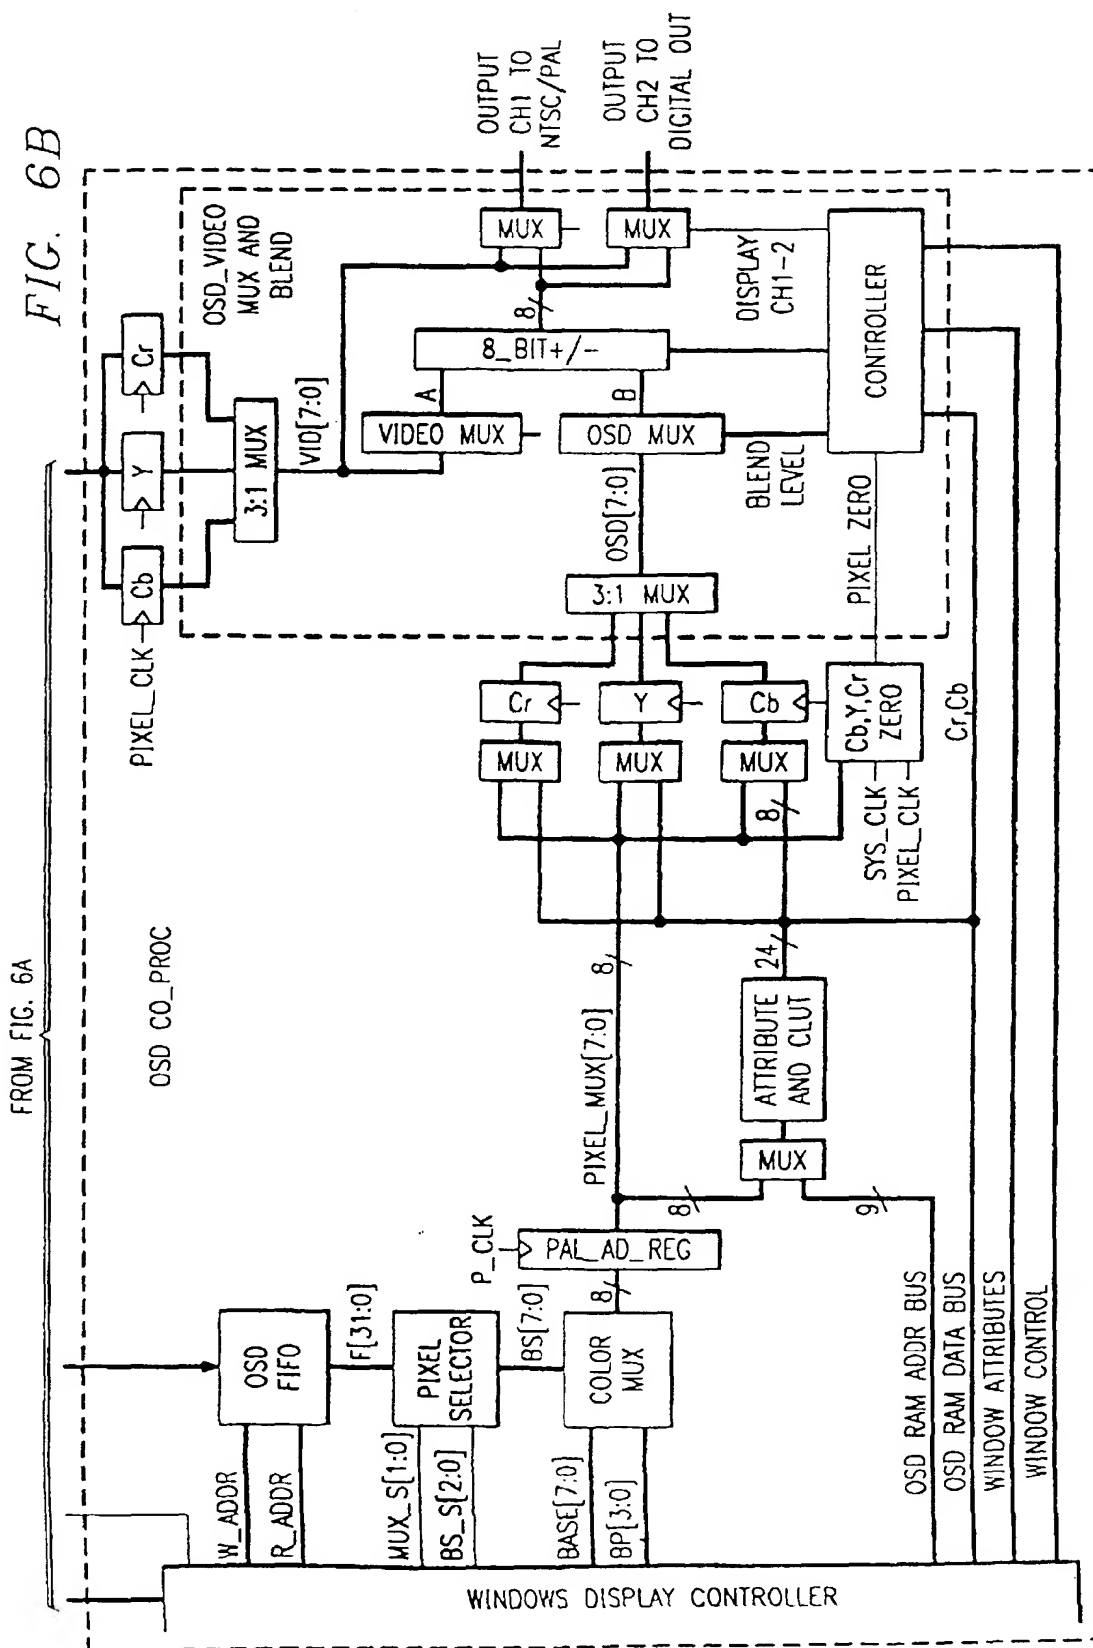 FIG. 6B
FROM FIG. 6A
OSD CO_PROC
PIXEL_CLK
Cb
Y
Cr
3:1 MUX
OSD_VIDEO
MUX AND
BLEND
VID[7:0]
VIDEO MUX
A
8_BIT+/-
B
OSD MUX
OSD[7:0]
BLEND
LEVEL
8
MUX
MUX
OUTPUT
CH1 TO
NTSC/PAL
OUTPUT
CH2 TO
DIGITAL OUT
DISPLAY
CH1-2
CONTROLLER
PIXEL ZERO
3:1 MUX
Cr
Y
Cb
MUX
MUX
MUX
8
Cb,Y,Cr
ZERO
SYS_CLK
PIXEL_CLK
Cr,Cb
W_ADDR
R_ADDR
OSD
FIFO
F[31:0]
MUX_S[1:0]
BS_S[2:0]
PIXEL
SELECTOR
BS[7:0]
BASE[7:0]
BP[3:0]
COLOR
MUX
8
P_CLK
PAL_AD_REG
PIXEL_MUX[7:0]
8
8
9
MUX
ATTRIBUTE
AND CLUT
24
OSD RAM ADDR BUS
OSD RAM DATA BUS
WINDOW ATTRIBUTES
WINDOW CONTROL
WINDOWS DISPLAY CONTROLLER